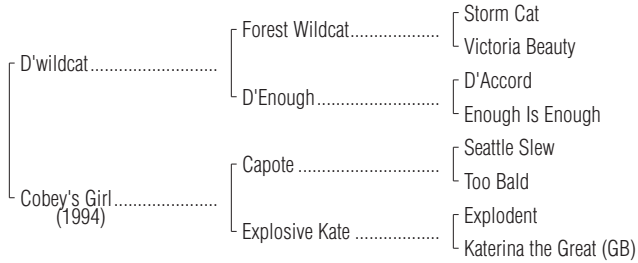 Storm Cat
Forest Wildcat...................
Victoria Beauty
D'wildcat.........................
D'Accord
D'Enough..........................
Enough Is Enough
Seattle Slew
Capote ............................
Too Bald
Cobey's Girl.....................
(1994)
Explodent
Explosive Kate .................
Katerina the Great (GB)